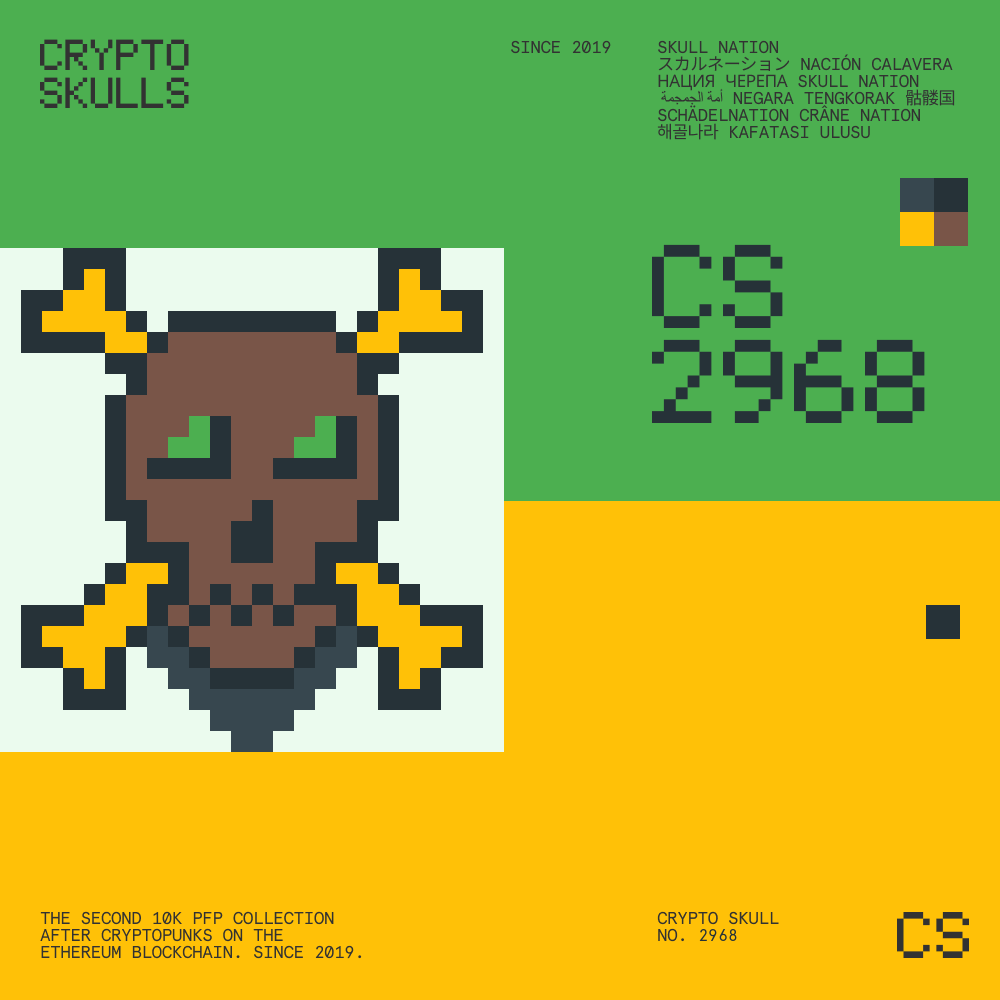 CRYPTO
SKULLS
SINCE 2019
SKULL NATION
スカルネーション NACIÓN CALAVERA
НАЦИЯ ЧЕРЕПА SKULL NATION
أمة الجمجمة NEGARA TENGKORAK 骷髅国
SCHÄDELNATION CRÂNE NATION
해골나라 KAFATASI ULUSU
CS
2968
THE SECOND 10K PFP COLLECTION
AFTER CRYPTOPUNKS ON THE
ETHEREUM BLOCKCHAIN. SINCE 2019.
CRYPTO SKULL
NO. 2968
CS